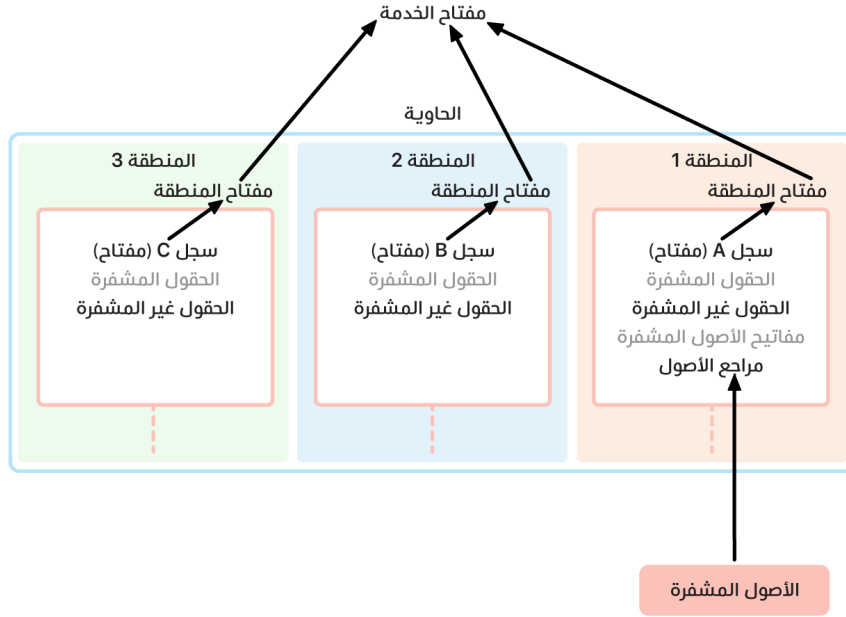 مفتاح الخدمة
الحاوية
المنطقة 1
مفتاح المنطقة
سجل A (مفتاح)
الحقول المشفرة
الحقول غير المشفرة
مفاتيح الأصول المشفرة
مراجع الأصول
المنطقة 2
مفتاح المنطقة
سجل B (مفتاح)
الحقول المشفرة
الحقول غير المشفرة
المنطقة 3
مفتاح المنطقة
سجل C (مفتاح)
الحقول المشفرة
الحقول غير المشفرة
الأصول المشفرة